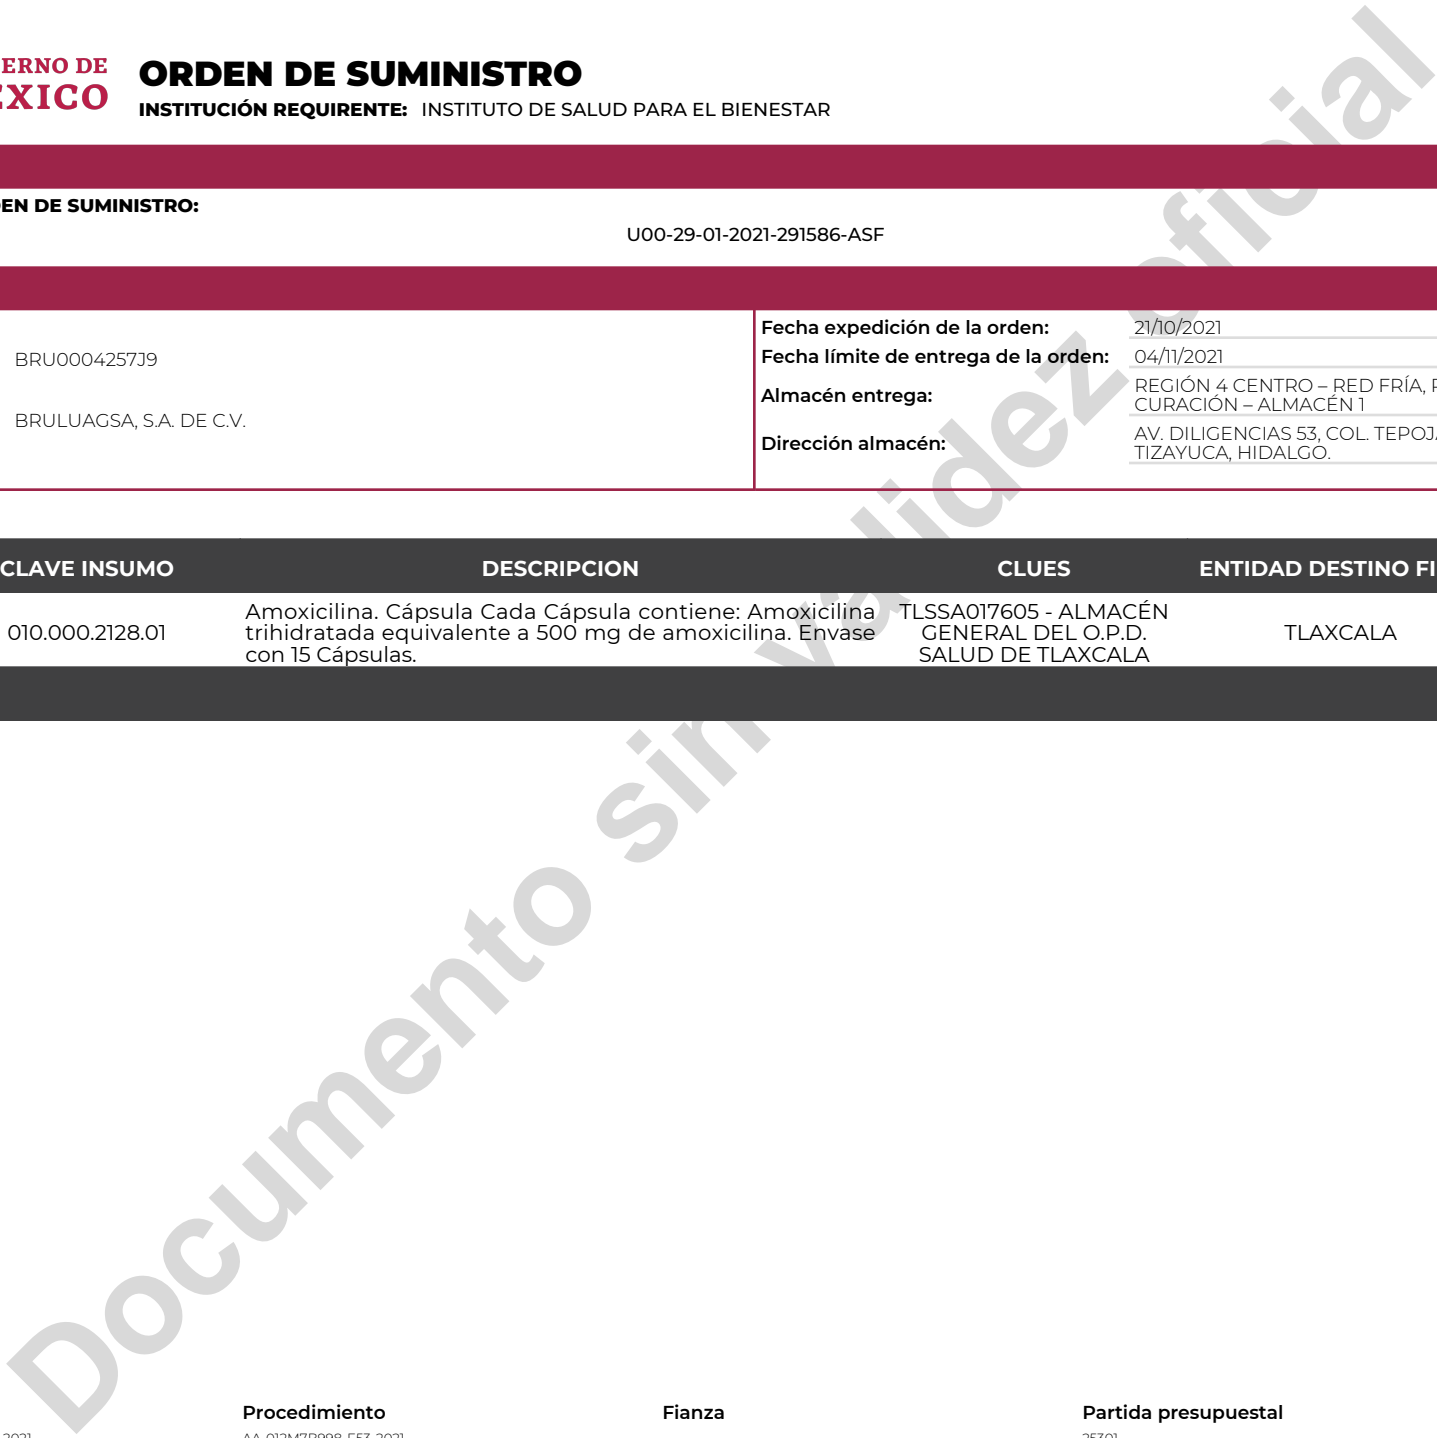 ERNO DE
EXICO
ORDEN DE SUMINISTRO
INSTITUCIÓN REQUIRENTE: INSTITUTO DE SALUD PARA EL BIENESTAR
EN DE SUMINISTRO:
U00-29-01-2021-291586-ASF
BRU0004257J9
BRULUAGSA, S.A. DE C.V.
Fecha expedición de la orden: 21/10/2021
Fecha límite de entrega de la orden: 04/11/2021
Almacén entrega: REGIÓN 4 CENTRO – RED FRÍA,
CURACIÓN – ALMACÉN 1
Dirección almacén: AV. DILIGENCIAS 53, COL. TEPOJ
TIZAYUCA, HIDALGO.
CLAVE INSUMO DESCRIPCION CLUES ENTIDAD DESTINO FI
010.000.2128.01
Amoxicilina. Cápsula Cada Cápsula contiene: Amoxicilina
trihidratada equivalente a 500 mg de amoxicilina. Envase
con 15 Cápsulas.
TLSSA017605 - ALMACÉN
GENERAL DEL O.P.D.
SALUD DE TLAXCALA
TLAXCALA
Documento sin validez oficial
Procedimiento Fianza Partida presupuestal